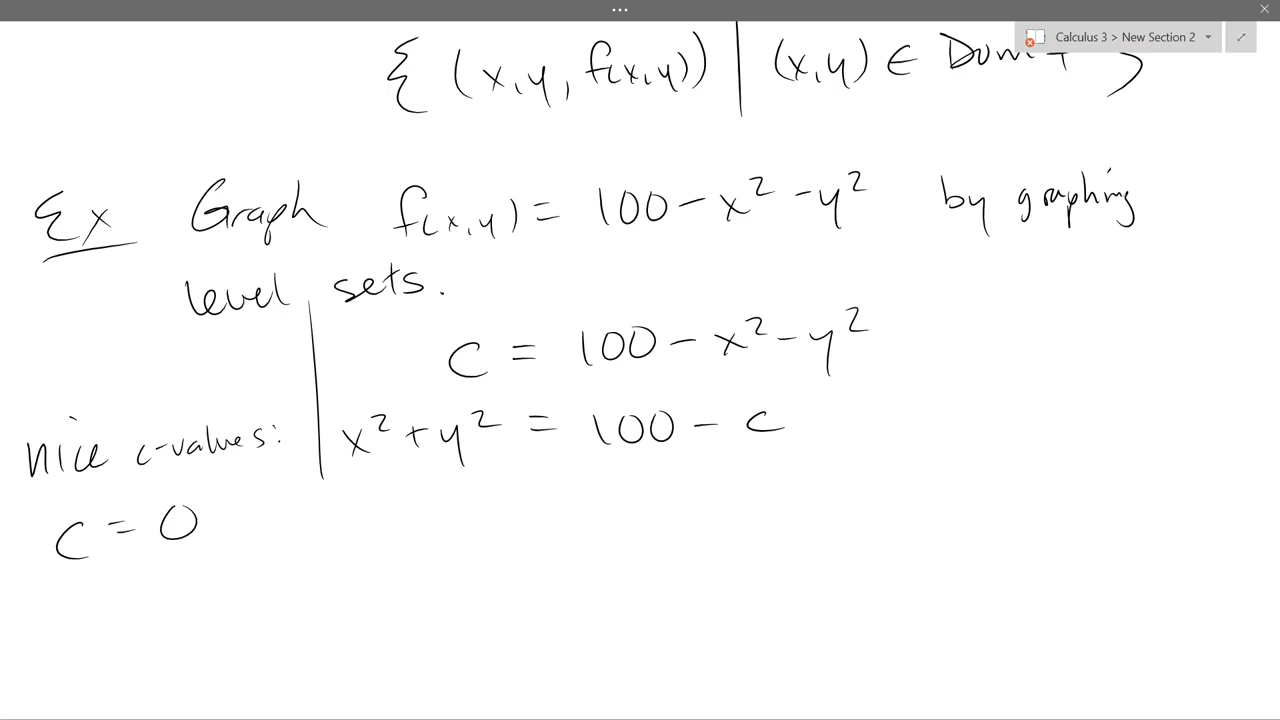 Calculus 3 > New Section 2
{ (x, y, f(x,y)) | (x,y) ∈ Dom f }
Ex Graph f(x,y) = 100 - x² - y² by graphing
level sets.
c = 100 - x² - y²
nice c-values: x² + y² = 100 - c
c = 0